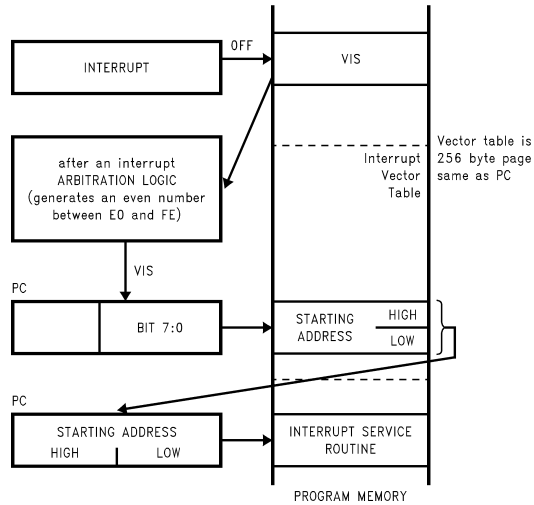 INTERRUPT
OFF
VIS
after an interrupt
ARBITRATION LOGIC
(generates an even number
between E0 and FE)
Interrupt
Vector
Table
Vector table is
256 byte page
same as PC
VIS
PC
BIT 7:0
STARTING
ADDRESS
HIGH
LOW
PC
STARTING ADDRESS
HIGH
LOW
INTERRUPT SERVICE
ROUTINE
PROGRAM MEMORY